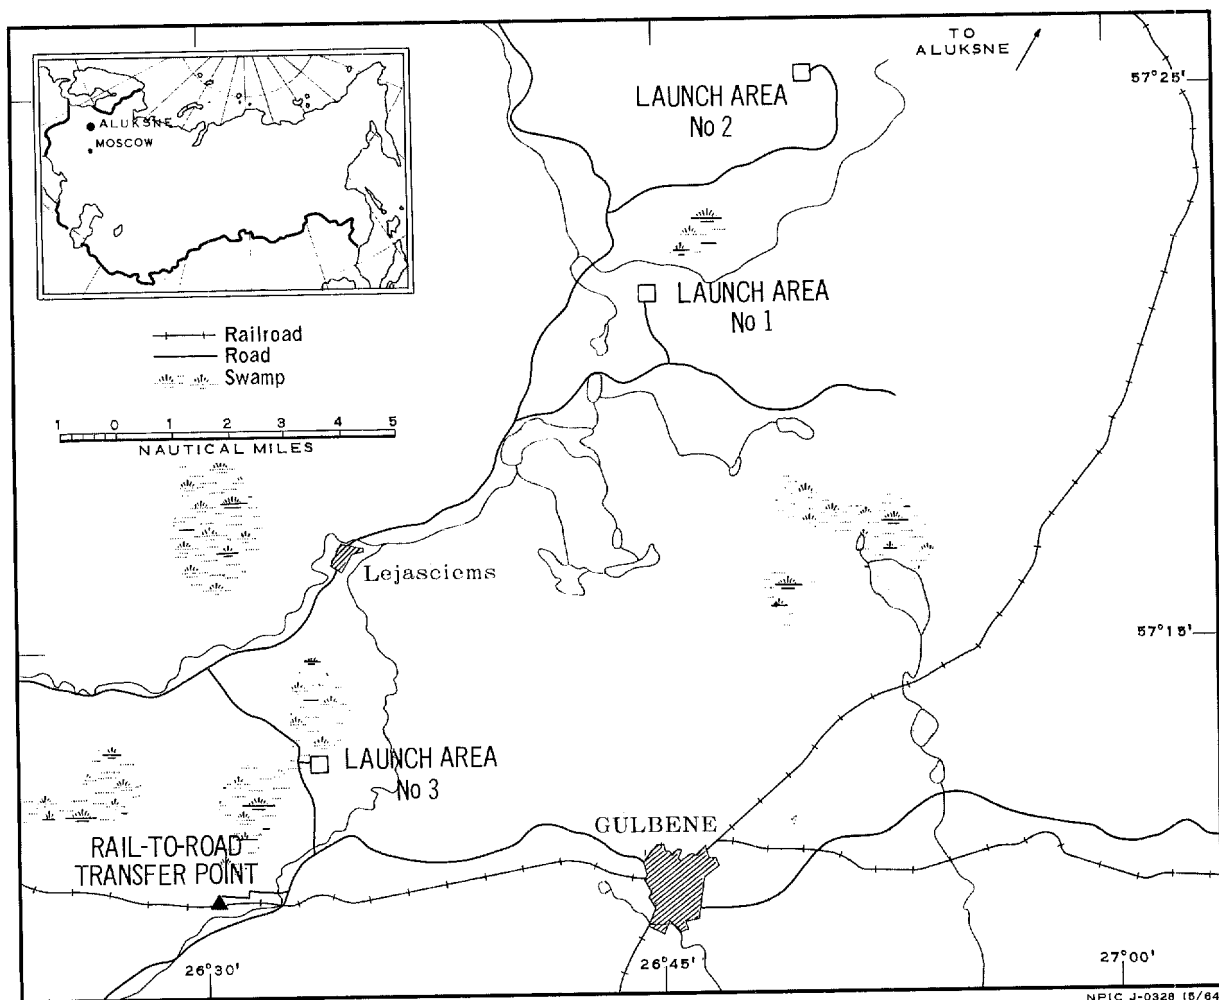 TO
ALUKSNE
57°25'
LAUNCH AREA
No 2
ALUKSNE
MOSCOW
LAUNCH AREA
No 1
Railroad
Road
Swamp
1 0 1 2 3 4 5
NAUTICAL MILES
Lejasciems
57°15'
LAUNCH AREA
No 3
GULBENE
RAIL-TO-ROAD
TRANSFER POINT
26°30'
26°45'
27°00'
NPIC J-0328 (5/64